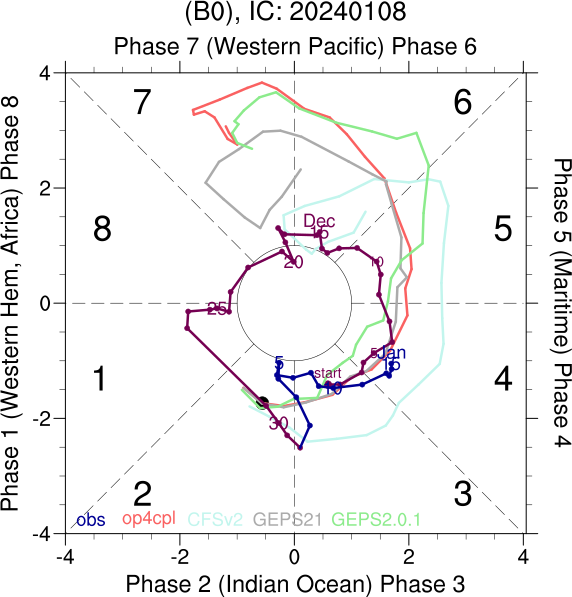 (B0), IC: 20240108
Phase 7 (Western Pacific) Phase 6
4
7
6
Dec
15
2
8
5
20
10
Phase 1 (Western Hem, Africa) Phase 8
0
25
Phase 5 (Maritime) Phase 4
5
Jan
15
5
start
10
1
4
-2
30
2
3
obs op4cpl CFSv2 GEPS21 GEPS2.0.1
-4
-4 -2 0 2 4
Phase 2 (Indian Ocean) Phase 3